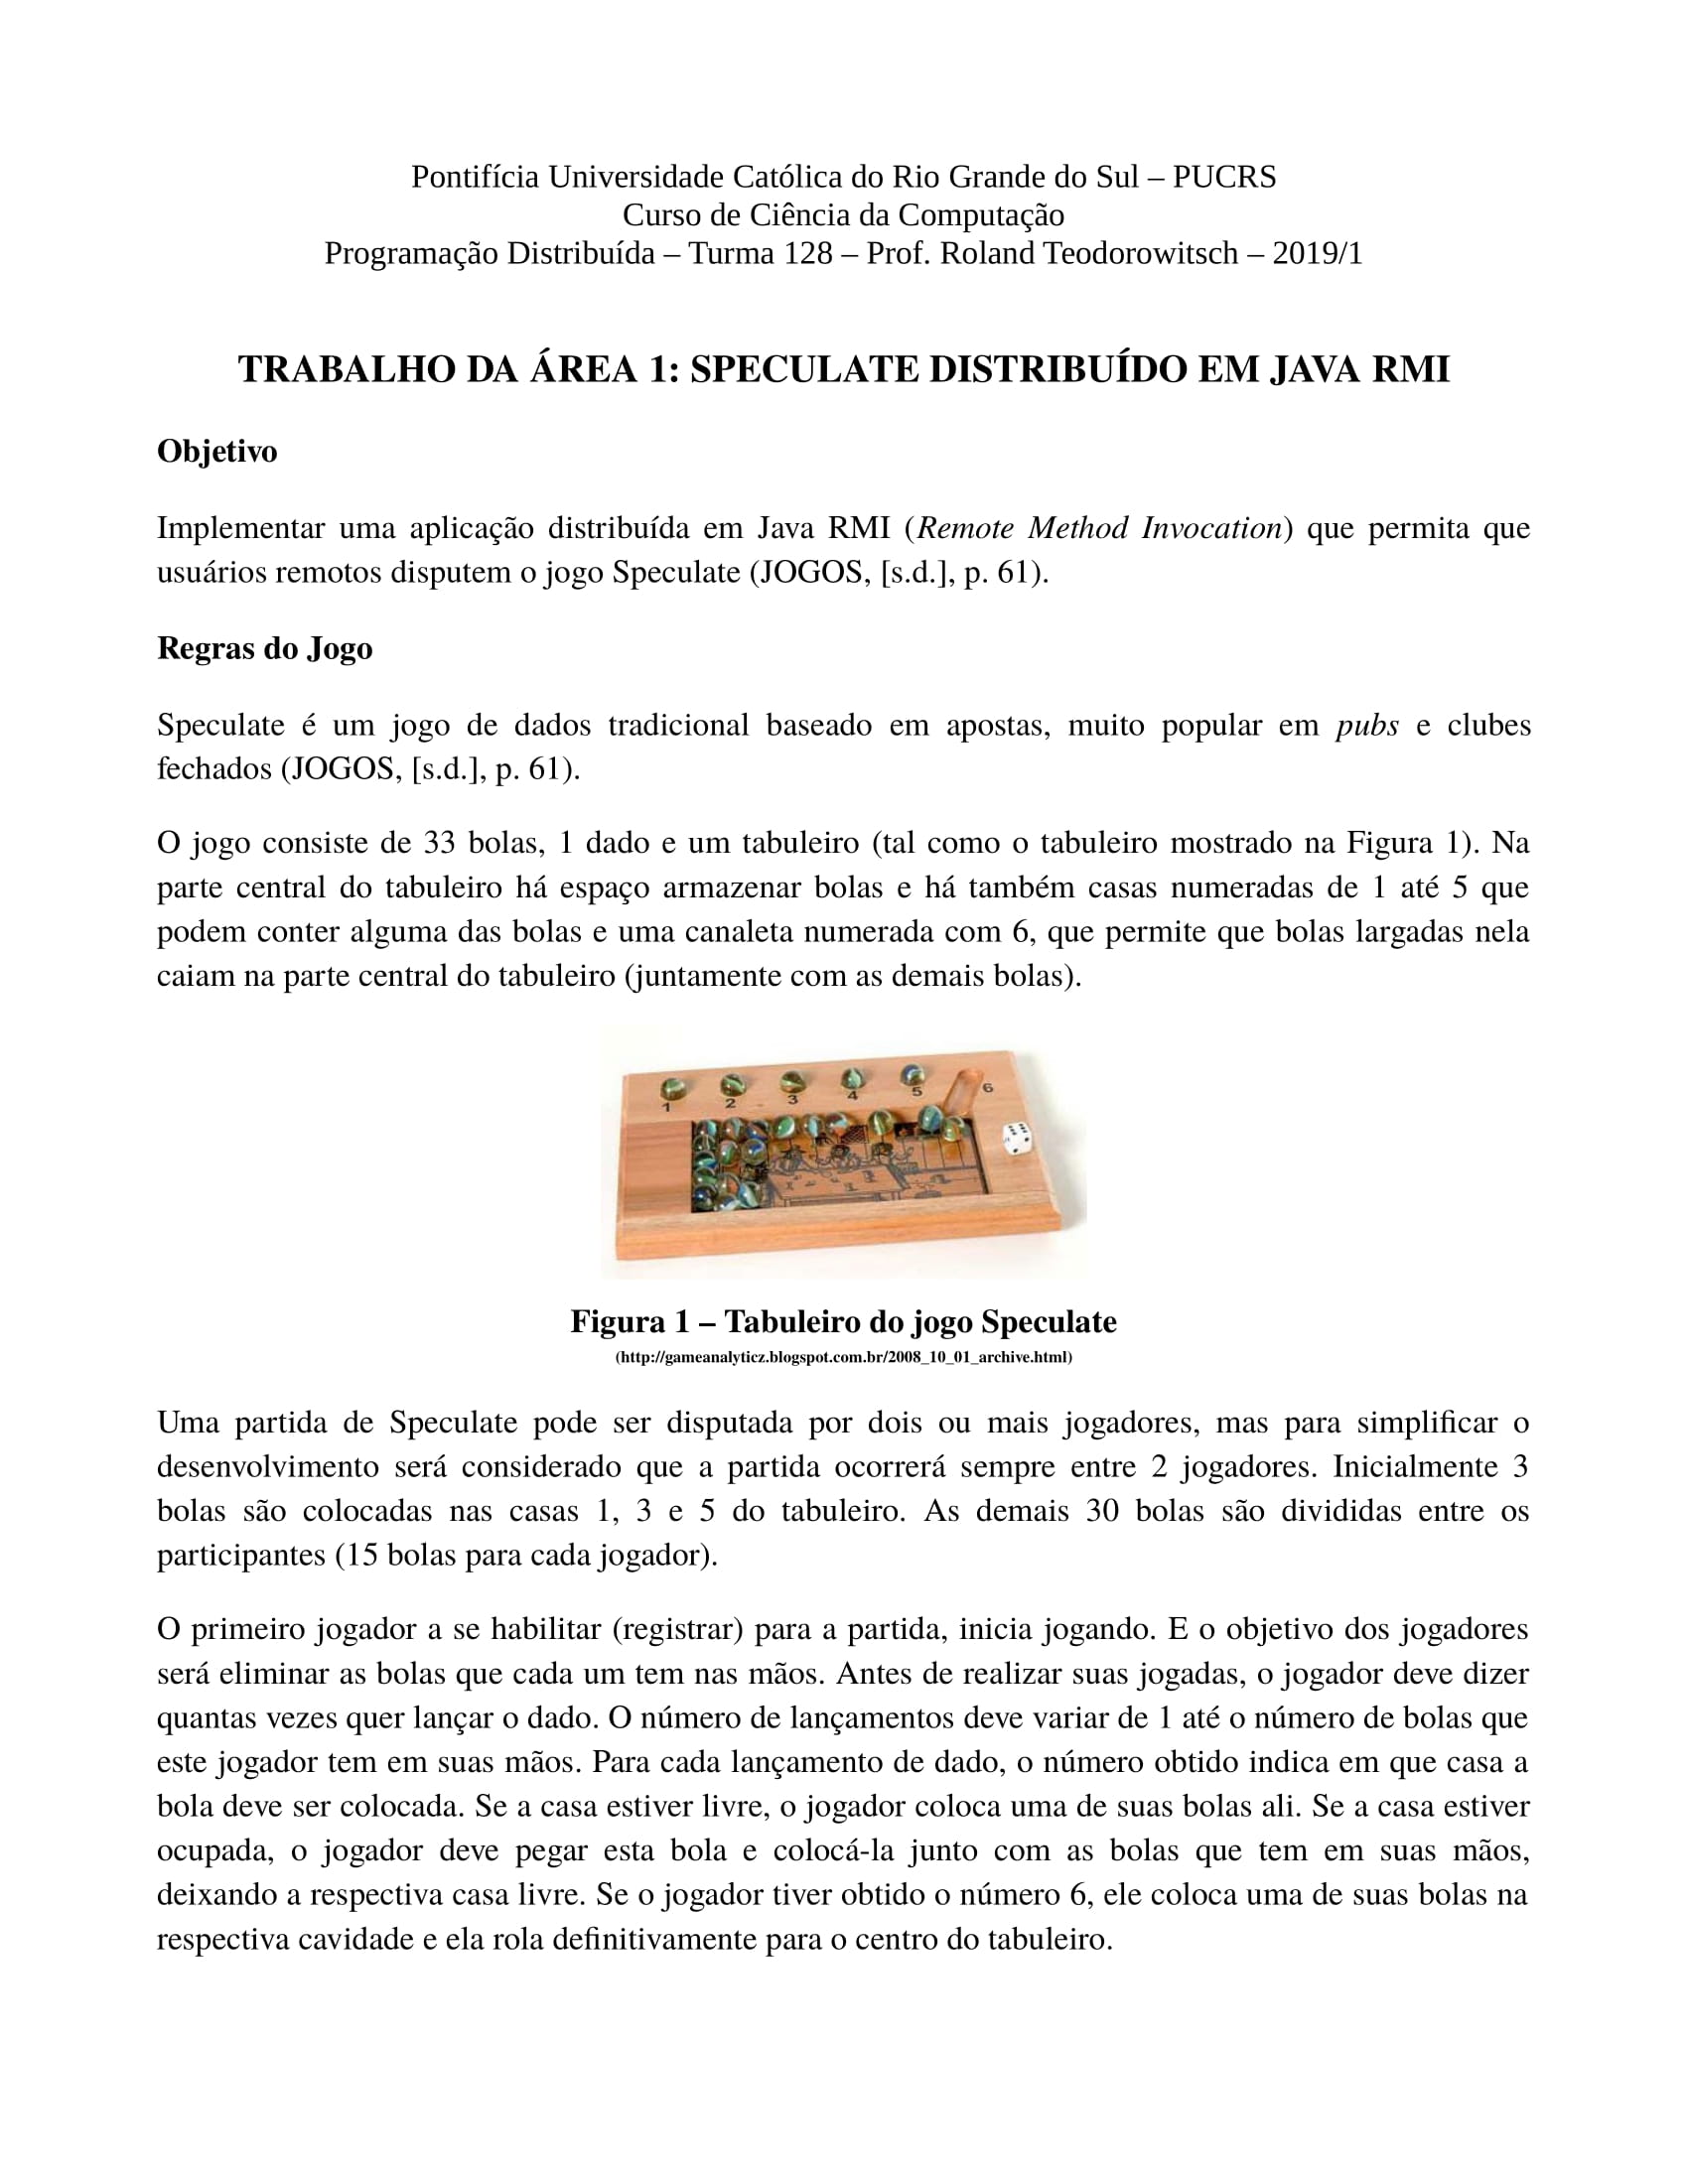 Pontifícia Universidade Católica do Rio Grande do Sul – PUCRS
Curso de Ciência da Computação
Programação Distribuída – Turma 128 – Prof. Roland Teodorowitsch – 2019/1
TRABALHO DA ÁREA 1: SPECULATE DISTRIBUÍDO EM JAVA RMI
Objetivo
Implementar uma aplicação distribuída em Java RMI (Remote Method Invocation) que permita que
usuários remotos disputem o jogo Speculate (JOGOS, [s.d.], p. 61).
Regras do Jogo
Speculate é um jogo de dados tradicional baseado em apostas, muito popular em pubs e clubes
fechados (JOGOS, [s.d.], p. 61).
O jogo consiste de 33 bolas, 1 dado e um tabuleiro (tal como o tabuleiro mostrado na Figura 1). Na
parte central do tabuleiro há espaço armazenar bolas e há também casas numeradas de 1 até 5 que
podem conter alguma das bolas e uma canaleta numerada com 6, que permite que bolas largadas nela
caiam na parte central do tabuleiro (juntamente com as demais bolas).
1 2 3 4 5 6
Figura 1 – Tabuleiro do jogo Speculate
(http://gameanalyticz.blogspot.com.br/2008_10_01_archive.html)
Uma partida de Speculate pode ser disputada por dois ou mais jogadores, mas para simplificar o
desenvolvimento será considerado que a partida ocorrerá sempre entre 2 jogadores. Inicialmente 3
bolas são colocadas nas casas 1, 3 e 5 do tabuleiro. As demais 30 bolas são divididas entre os
participantes (15 bolas para cada jogador).
O primeiro jogador a se habilitar (registrar) para a partida, inicia jogando. E o objetivo dos jogadores
será eliminar as bolas que cada um tem nas mãos. Antes de realizar suas jogadas, o jogador deve dizer
quantas vezes quer lançar o dado. O número de lançamentos deve variar de 1 até o número de bolas que
este jogador tem em suas mãos. Para cada lançamento de dado, o número obtido indica em que casa a
bola deve ser colocada. Se a casa estiver livre, o jogador coloca uma de suas bolas ali. Se a casa estiver
ocupada, o jogador deve pegar esta bola e colocá-la junto com as bolas que tem em suas mãos,
deixando a respectiva casa livre. Se o jogador tiver obtido o número 6, ele coloca uma de suas bolas na
respectiva cavidade e ela rola definitivamente para o centro do tabuleiro.